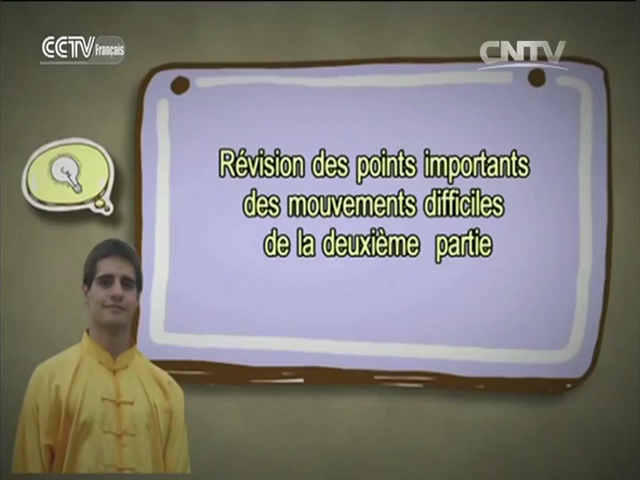 CCTV Français
CNTV
Révision des points importants
des mouvements difficiles
de la deuxième partie